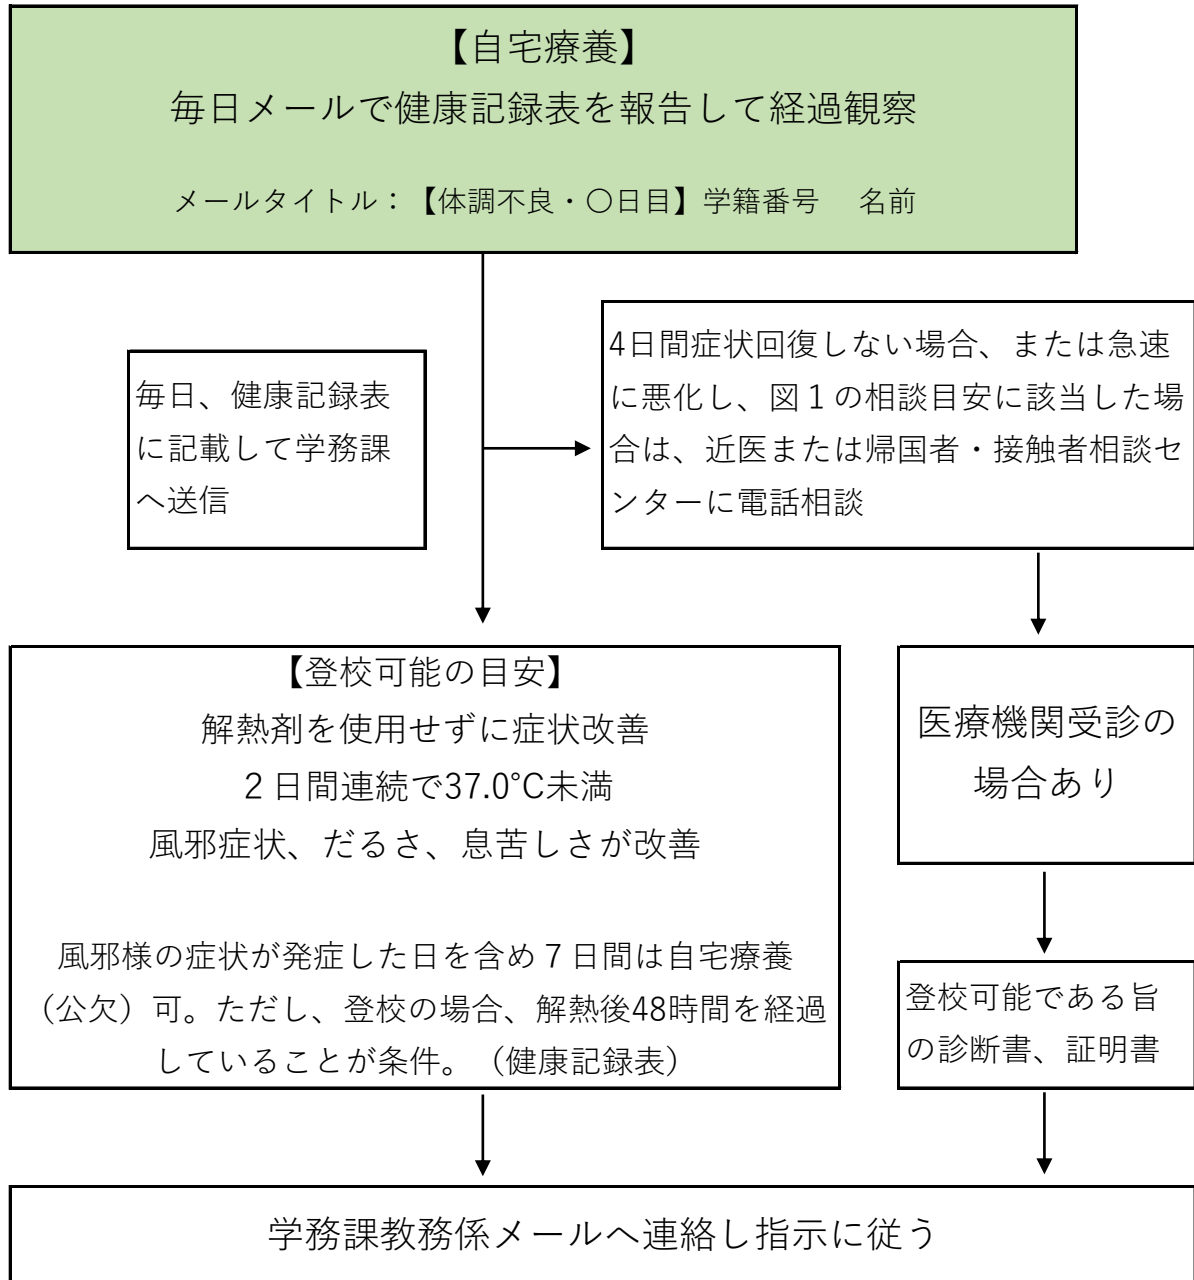 【自宅療養】
毎日メールで健康記録表を報告して経過観察
メールタイトル：【体調不良・〇日目】学籍番号　名前
毎日、健康記録表
に記載して学務課
へ送信
4日間症状回復しない場合、または急速
に悪化し、図１の相談目安に該当した場
合は、近医または帰国者・接触者相談セ
ンターに電話相談
【登校可能の目安】
解熱剤を使用せずに症状改善
２日間連続で37.0℃未満
風邪症状、だるさ、息苦しさが改善
風邪様の症状が発症した日を含め７日間は自宅療養
（公欠）可。ただし、登校の場合、解熱後48時間を経過
していることが条件。（健康記録表）
医療機関受診の
場合あり
登校可能である旨
の診断書、証明書
学務課教務係メールへ連絡し指示に従う